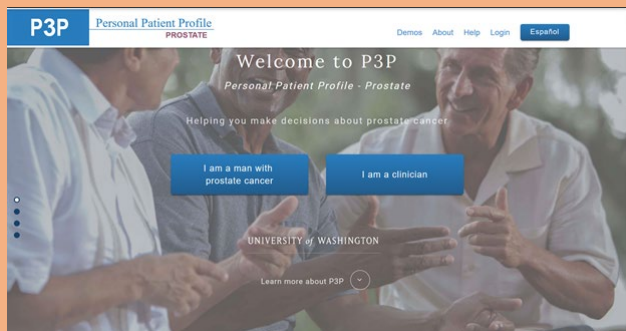 P3P
Personal Patient Profile
PROSTATE
Demos About Help Login Español
Welcome to P3P
Personal Patient Profile - Prostate
Helping you make decisions about prostate cancer
I am a man with
prostate cancer
I am a clinician
UNIVERSITY of WASHINGTON
Learn more about P3P